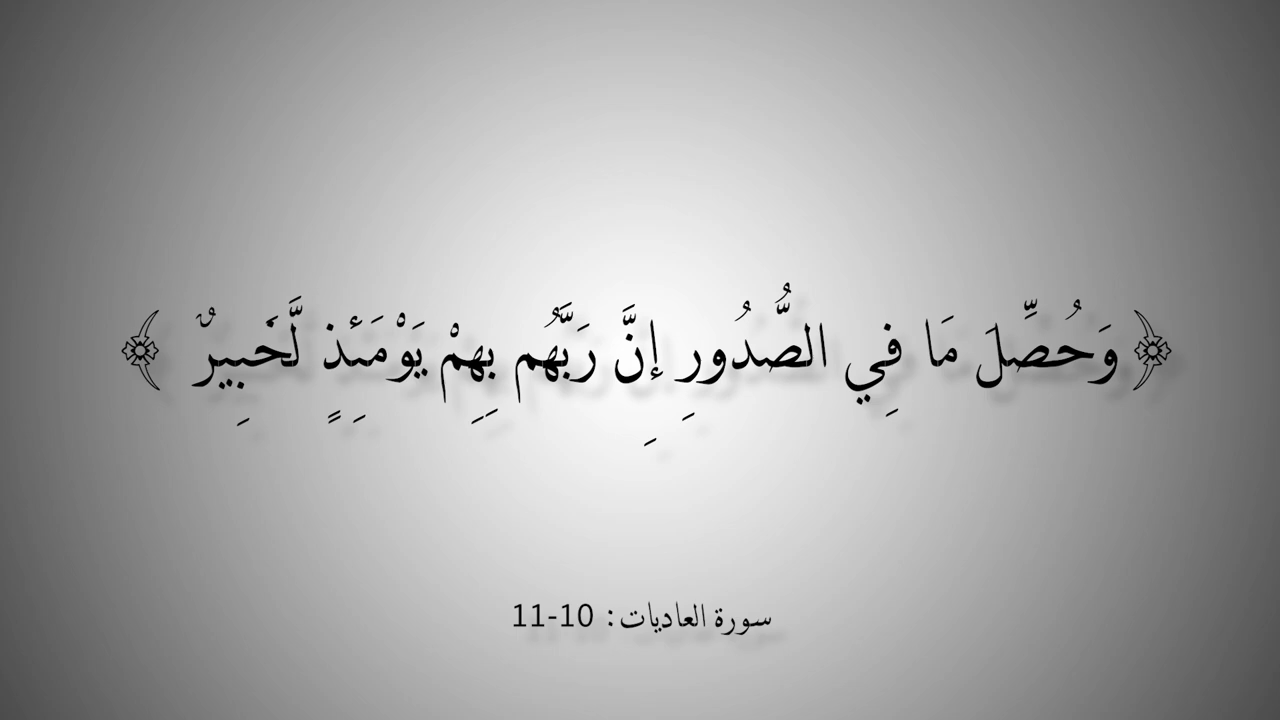 ﴿ وَحُصِّلَ مَا فِي الصُّدُورِ إِنَّ رَبَّهُم بِهِمْ يَوْمَئِذٍ لَّخَبِيرٌ ﴾
سورة العاديات: 10-11